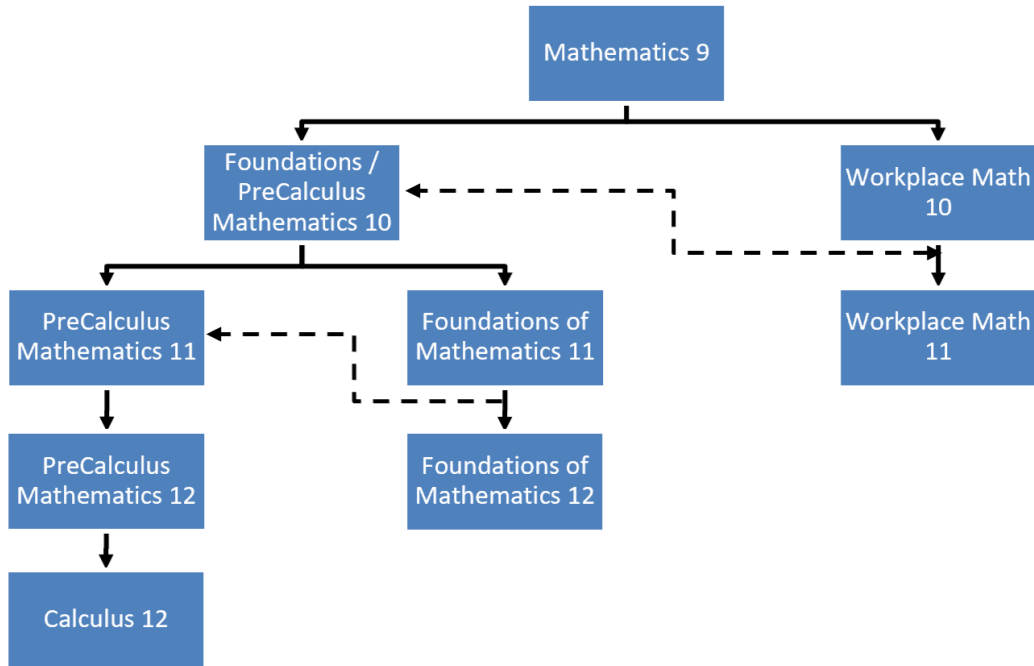 Mathematics 9
Foundations /
PreCalculus
Mathematics 10
Workplace Math
10
PreCalculus
Mathematics 11
Foundations of
Mathematics 11
Workplace Math
11
PreCalculus
Mathematics 12
Foundations of
Mathematics 12
Calculus 12